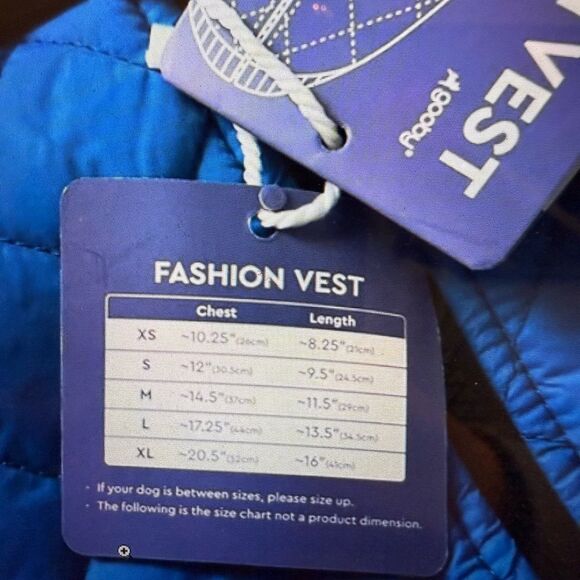 VEST
gooby
FASHION VEST
Chest Length
XS ~10.25"(26cm) ~8.25"(21cm)
S ~12"(30.5cm) ~9.5"(24.5cm)
M ~14.5"(37cm) ~11.5"(29cm)
L ~17.25"(44cm) ~13.5"(34.5cm)
XL ~20.5"(52cm) ~16"(41cm)
· If your dog is between sizes, please size up.
· The following is the size chart not a product dimension.